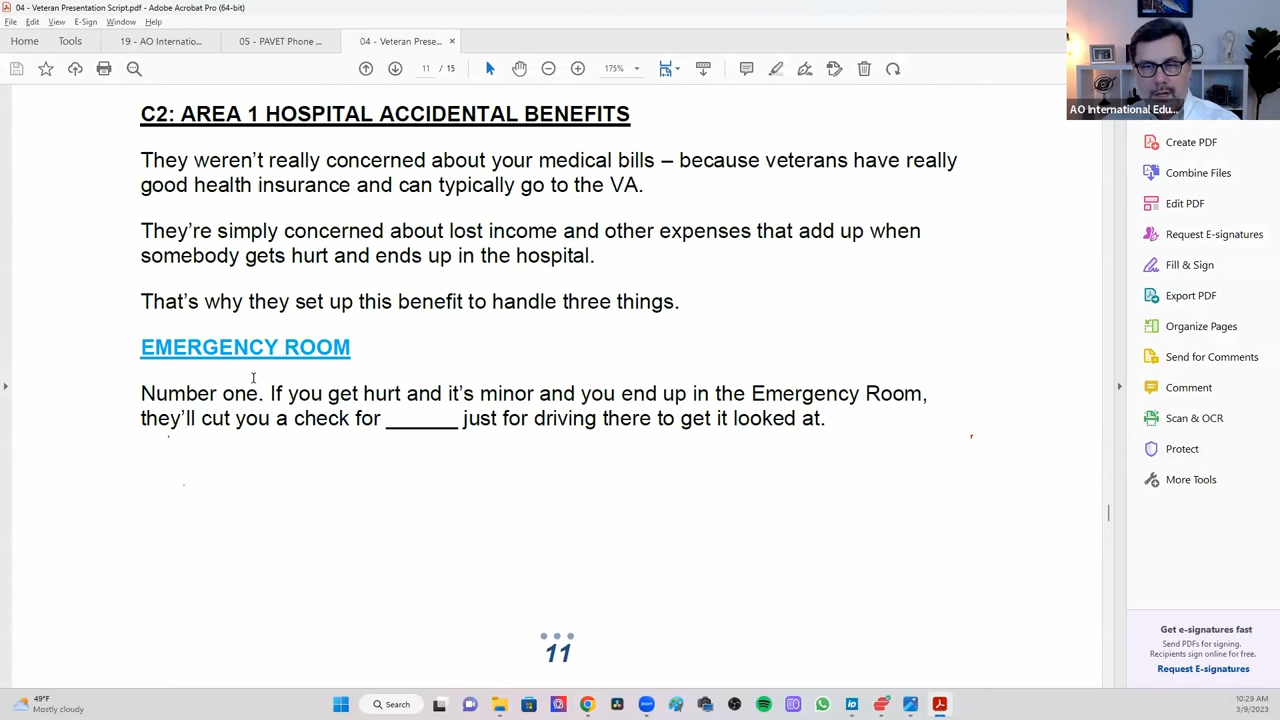 04 - Veteran Presentation Script.pdf - Adobe Acrobat Pro (64-bit)
File Edit View E-Sign Window Help
Home Tools 19 - AO Internatio... 05 - PAVET Phone ... 04 - Veteran Prese... ×
11 / 15 175%
C2: AREA 1 HOSPITAL ACCIDENTAL BENEFITS
They weren’t really concerned about your medical bills – because veterans have really
good health insurance and can typically go to the VA.
They’re simply concerned about lost income and other expenses that add up when
somebody gets hurt and ends up in the hospital.
That’s why they set up this benefit to handle three things.
EMERGENCY ROOM
Number one. If you get hurt and it’s minor and you end up in the Emergency Room,
they’ll cut you a check for ______ just for driving there to get it looked at.
11
AO International Edu...
Create PDF
Combine Files
Edit PDF
Request E-signatures
Fill & Sign
Export PDF
Organize Pages
Send for Comments
Comment
Scan & OCR
Protect
More Tools
Get e-signatures fast
Send PDFs for signing.
Recipients sign online for free.
Request E-signatures
49°F
Mostly cloudy
Search
10:29 AM
3/9/2023